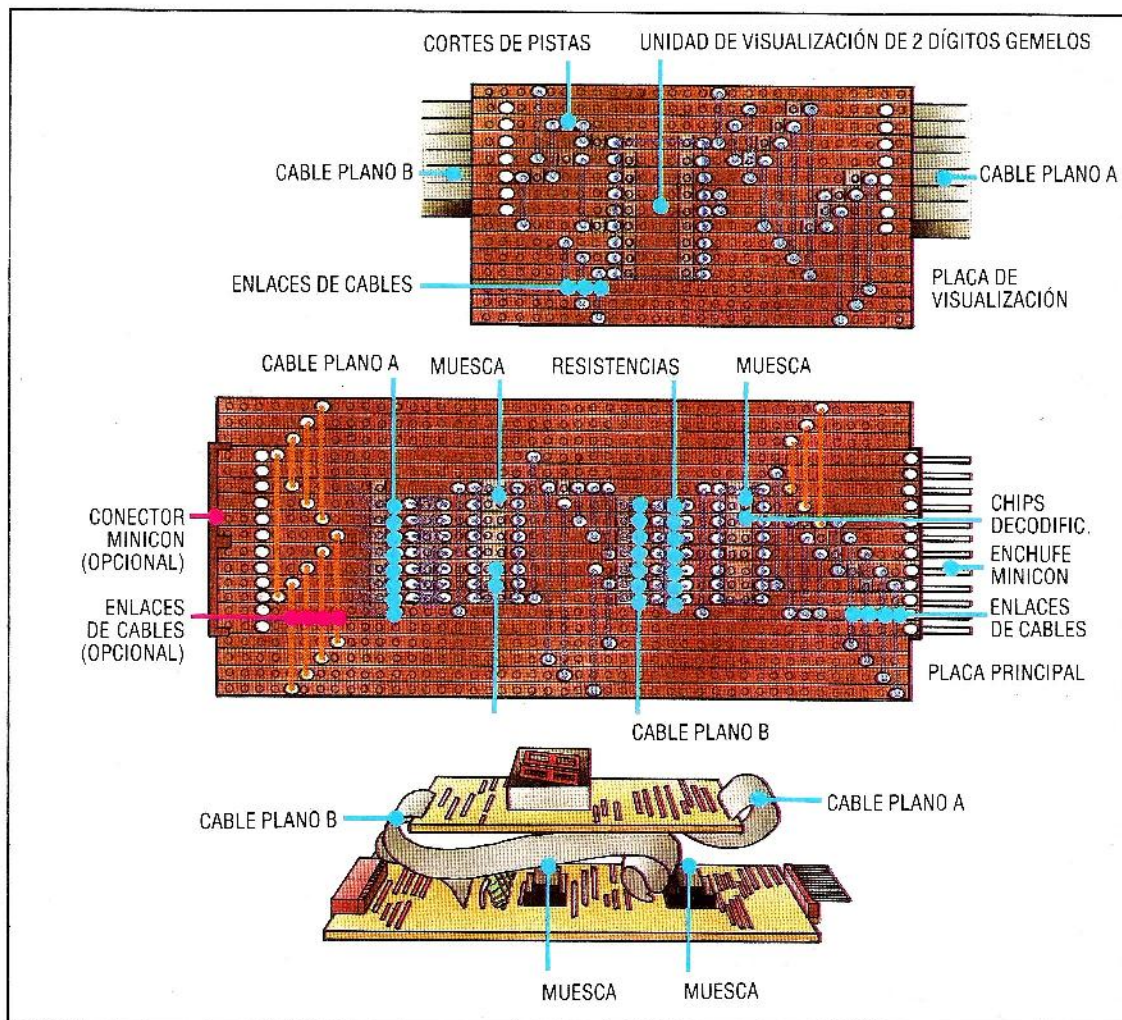 CORTES DE PISTAS
UNIDAD DE VISUALIZACIÓN DE 2 DÍGITOS GEMELOS
CABLE PLANO B
CABLE PLANO A
ENLACES DE CABLES
PLACA DE
VISUALIZACIÓN
CABLE PLANO A
MUESCA
RESISTENCIAS
MUESCA
CONECTOR
MINICON
(OPCIONAL)
CHIPS
DECODIFIC.
ENCHUFE
MINICON
ENLACES
DE CABLES
(OPCIONAL)
ENLACES
DE CABLES
PLACA PRINCIPAL
CABLE PLANO B
CABLE PLANO B
CABLE PLANO A
MUESCA
MUESCA